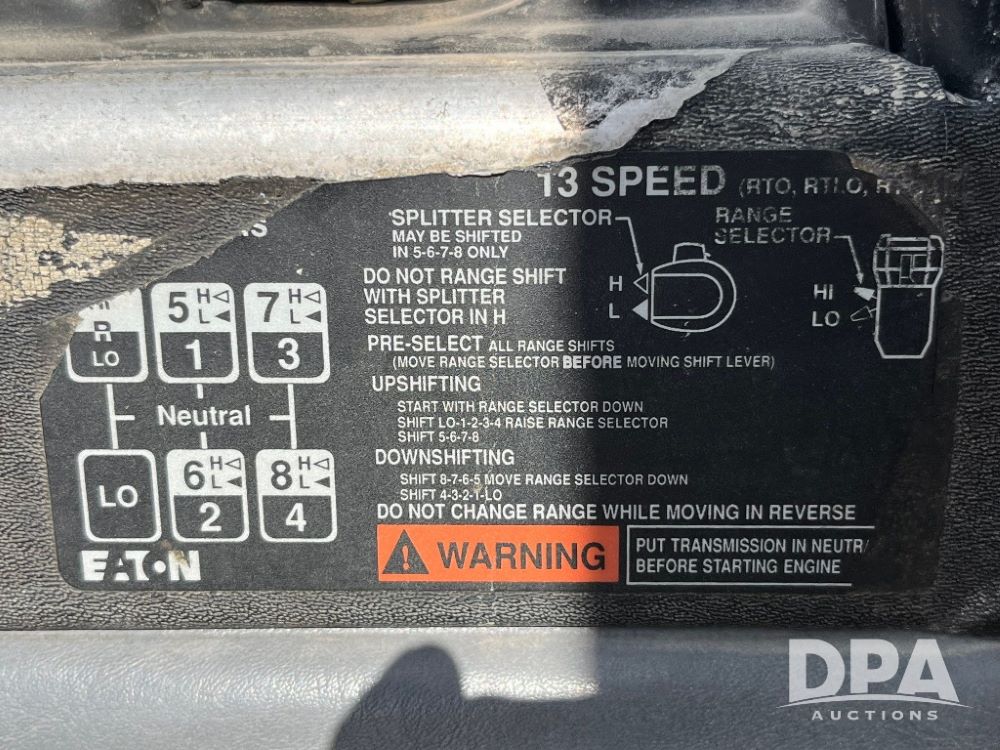 13 SPEED (RTO, RTLO,
SPLITTER SELECTOR
MAY BE SHIFTED
IN 5-6-7-8 ONLY
RANGE
SELECTOR
DO NOT RANGE SHIFT
WITH SPLITTER
SELECTOR IN H
H
L
HI
LO
PRE-SELECT ALL RANGE SHIFTS
(MOVE RANGE SELECTOR BEFORE MOVING SHIFT LEVER)
UPSHIFTING
START WITH RANGE SELECTOR DOWN
SHIFT LO-1-2-3-4 RAISE RANGE SELECTOR
SHIFT 5-6-7-8
DOWNSHIFTING
SHIFT 8-7-6-5 MOVE RANGE SELECTOR DOWN
SHIFT 4-3-2-1-LO
DO NOT CHANGE RANGE WHILE MOVING IN REVERSE
WARNING
PUT TRANSMISSION IN
BEFORE STARTING ENGINE
HI
R
LO
5 H
L
1
7 H
L
3
Neutral
LO
6 H
L
2
8 H
L
4
EATON
DPA
AUCTIONS